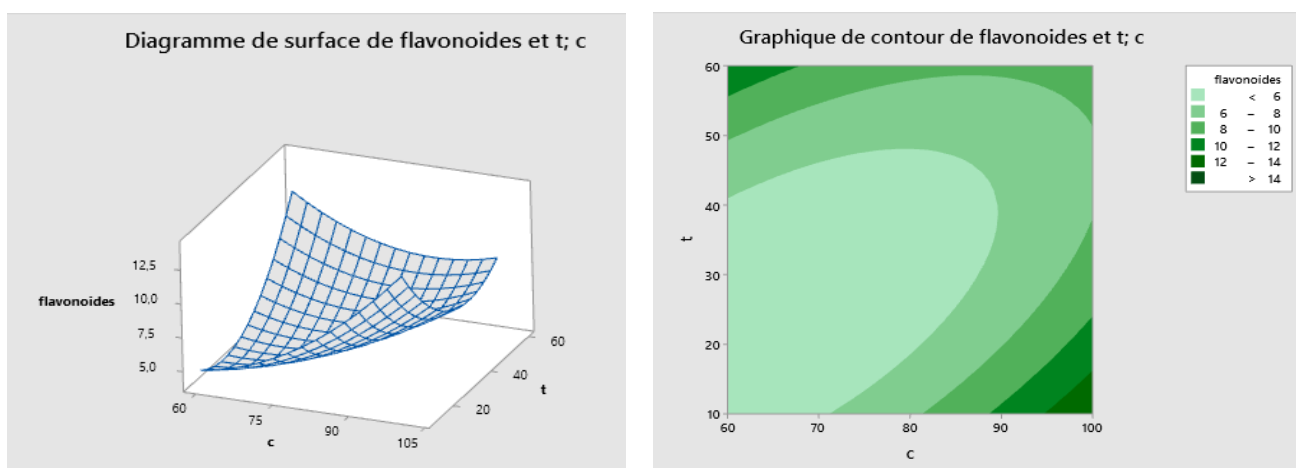 Diagramme de surface de flavonoides et t; c
12,5
10,0
flavonoides
7,5
5,0
60
75
90
105
c
20
40
60
t
Graphique de contour de flavonoides et t; c
60
50
40
30
20
10
t
60
70
80
90
100
c
flavonoides
< 6
6 – 8
8 – 10
10 – 12
12 – 14
> 14